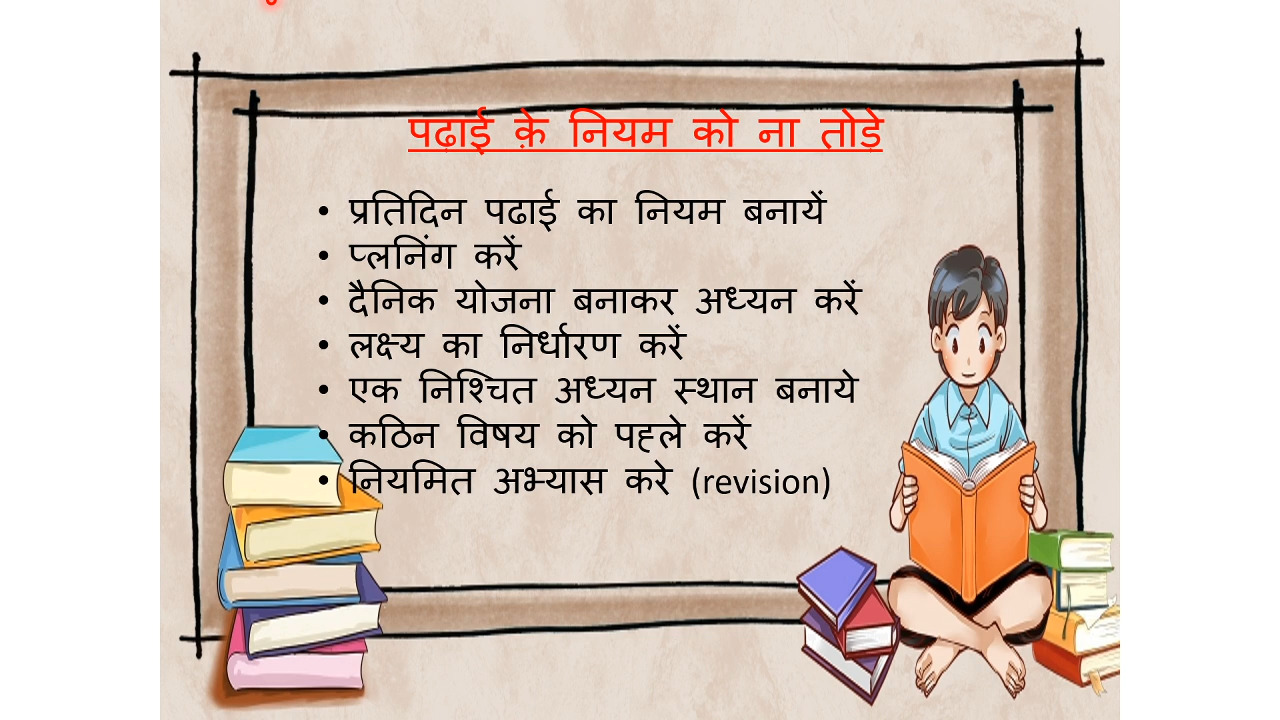 पढ़ाई क़े नियम को ना तोड़े
• प्रतिदिन पढाई का नियम बनायें
• प्लनिंग करें
• दैनिक योजना बनाकर अध्यन करें
• लक्ष्य का निर्धारण करें
• एक निश्चित अध्यन स्थान बनाये
• कठिन विषय को पह्ले करें
• नियमित अभ्यास करे (revision)